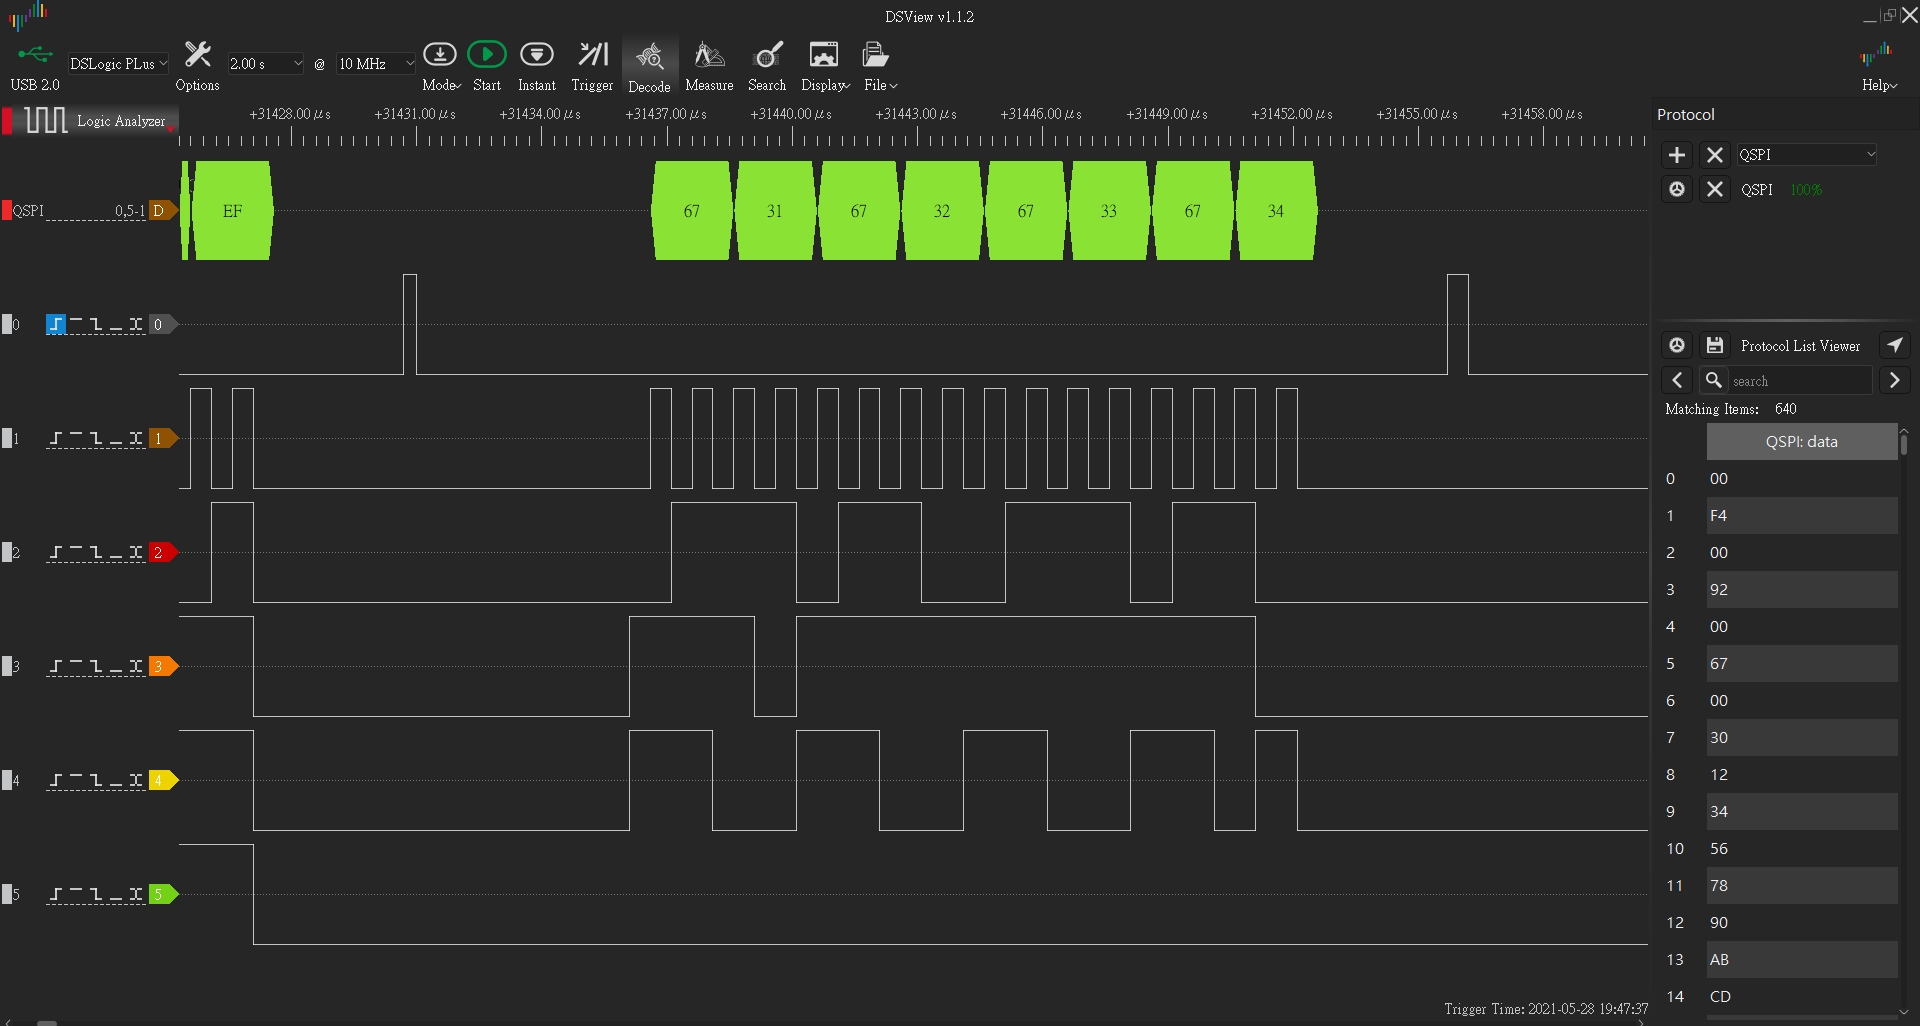 DSView v1.1.2
USB 2.0
DSLogic PLus
Options
2.00 s
@
10 MHz
Mode
Start
Instant
Trigger
Decode
Measure
Search
Display
File
Help
Logic Analyzer
+31428.00 μs +31431.00 μs +31434.00 μs +31437.00 μs +31440.00 μs +31443.00 μs +31446.00 μs +31449.00 μs +31452.00 μs +31455.00 μs +31458.00 μs
QSPI 0,5-1 D
EF 67 31 67 32 67 33 67 34
0 0
1 1
2 2
3 3
4 4
5 5
Trigger Time: 2021-05-28 19:47:37
Protocol
QSPI
QSPI 100%
Protocol List Viewer
search
Matching Items: 640
QSPI: data
0 00
1 F4
2 00
3 92
4 00
5 67
6 00
7 30
8 12
9 34
10 56
11 78
12 90
13 AB
14 CD